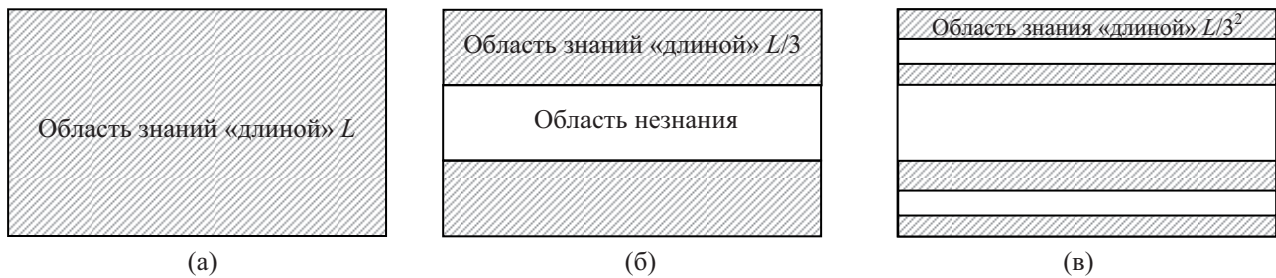 Область знаний «длиной» L
(а)
Область знаний «длиной» L/3
Область незнания
(б)
Область знания «длиной» L/3²
(в)